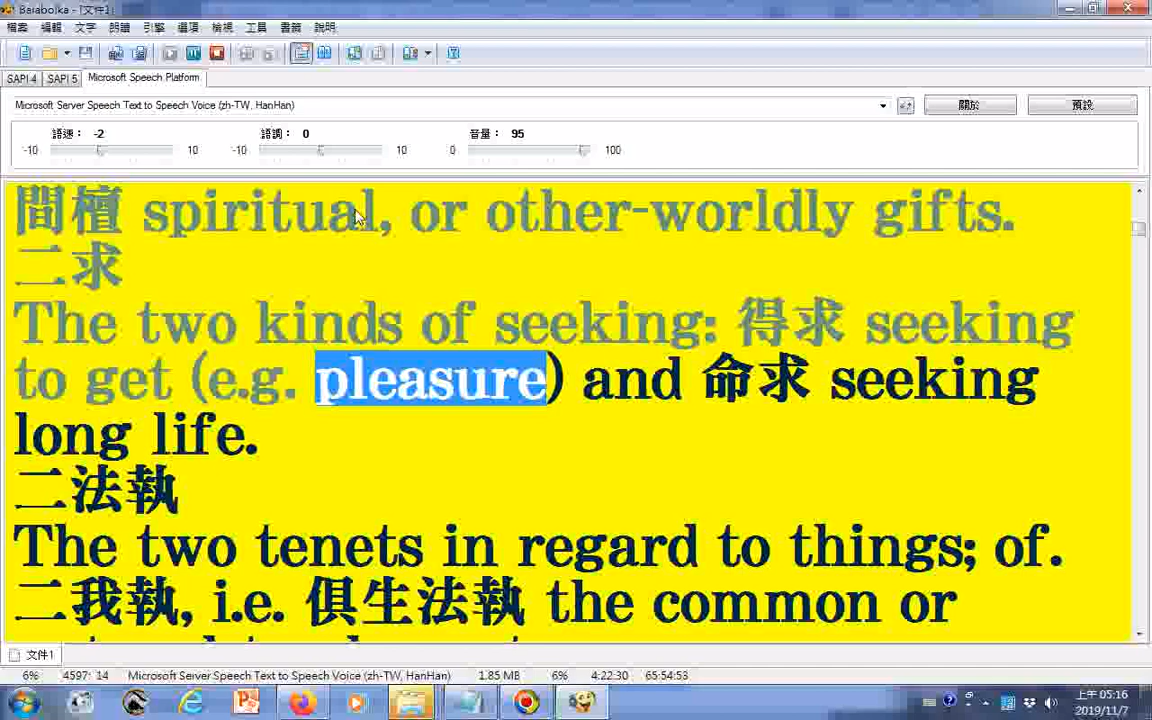 Balabolka - [文件1]
檔案 編輯 文字 朗讀 引擎 選項 檢視 工具 書籤 說明
SAPI 4 SAPI 5 Microsoft Speech Platform
Microsoft Server Speech Text to Speech Voice (zh-TW, HanHan) 關於 預設
語速： -2 語調： 0 音量： 95
-10 10 -10 10 0 100
間檀 spiritual, or other-worldly gifts.
二求
The two kinds of seeking: 得求 seeking
to get (e.g. pleasure) and 命求 seeking
long life.
二法執
The two tenets in regard to things; of.
二我執, i.e. 俱生法執 the common or
文件1
6% 4597: 14 Microsoft Server Speech Text to Speech Voice (zh-TW, HanHan) 1.85 MB 6% 4:22:30 65:54:53
上午 05:16
2019/11/7